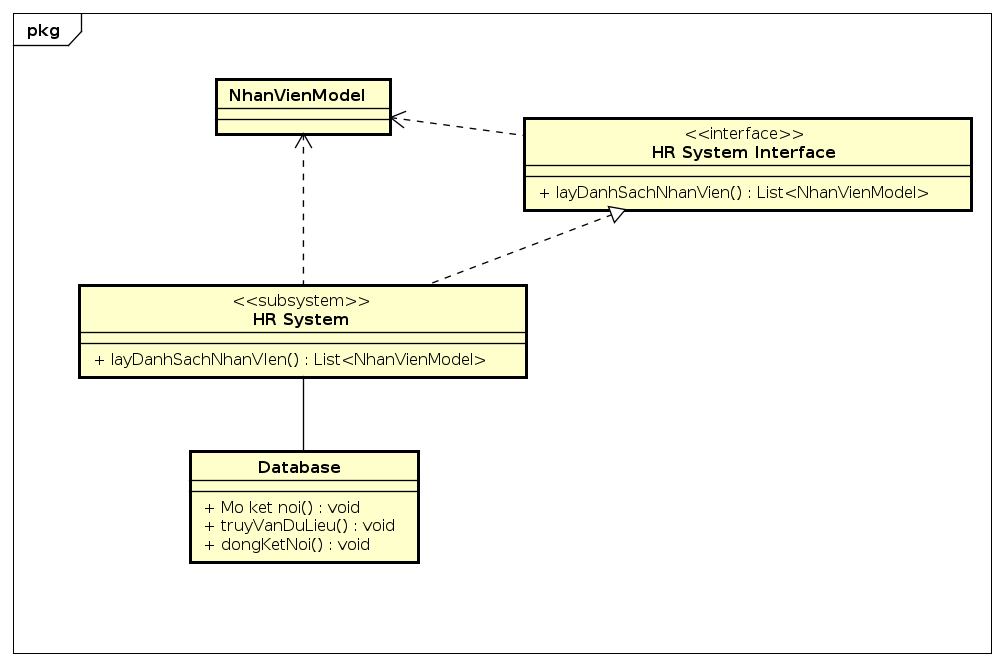 pkg
NhanVienModel
<<interface>>
HR System Interface
+ layDanhSachNhanVien() : List<NhanVienModel>
<<subsystem>>
HR System
+ layDanhSachNhanVIen() : List<NhanVienModel>
Database
+ Mo ket noi() : void
+ truyVanDuLieu() : void
+ dongKetNoi() : void